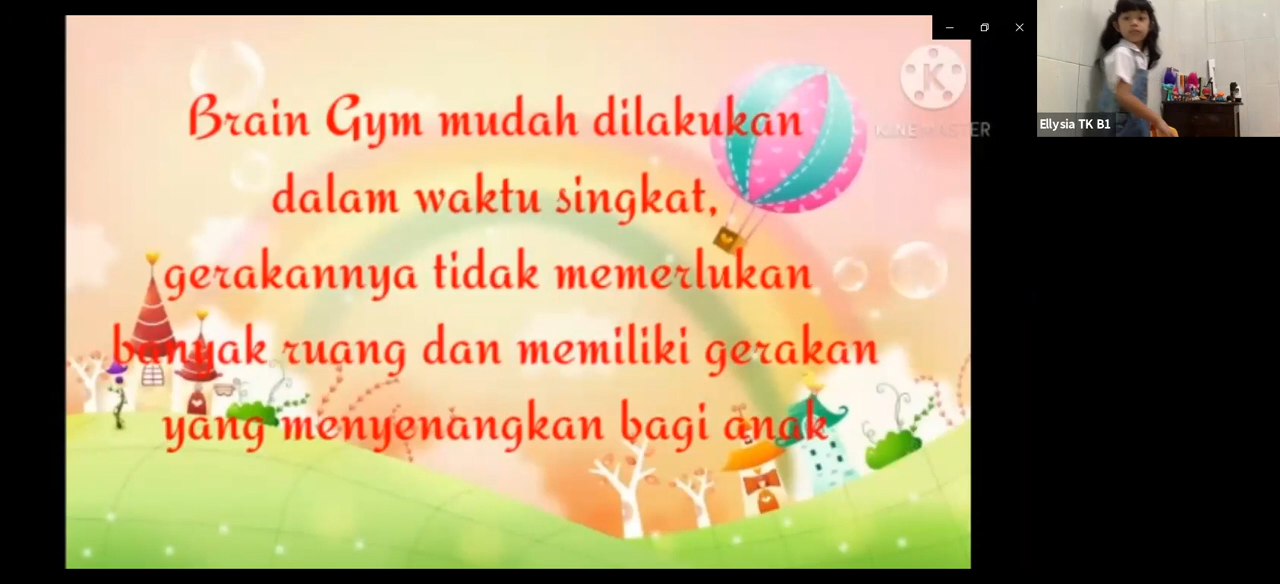 Brain Gym mudah dilakukan
dalam waktu singkat,
gerakannya tidak memerlukan
banyak ruang dan memiliki gerakan
yang menyenangkan bagi anak
K
KINEMASTER
Ellysia TK B1